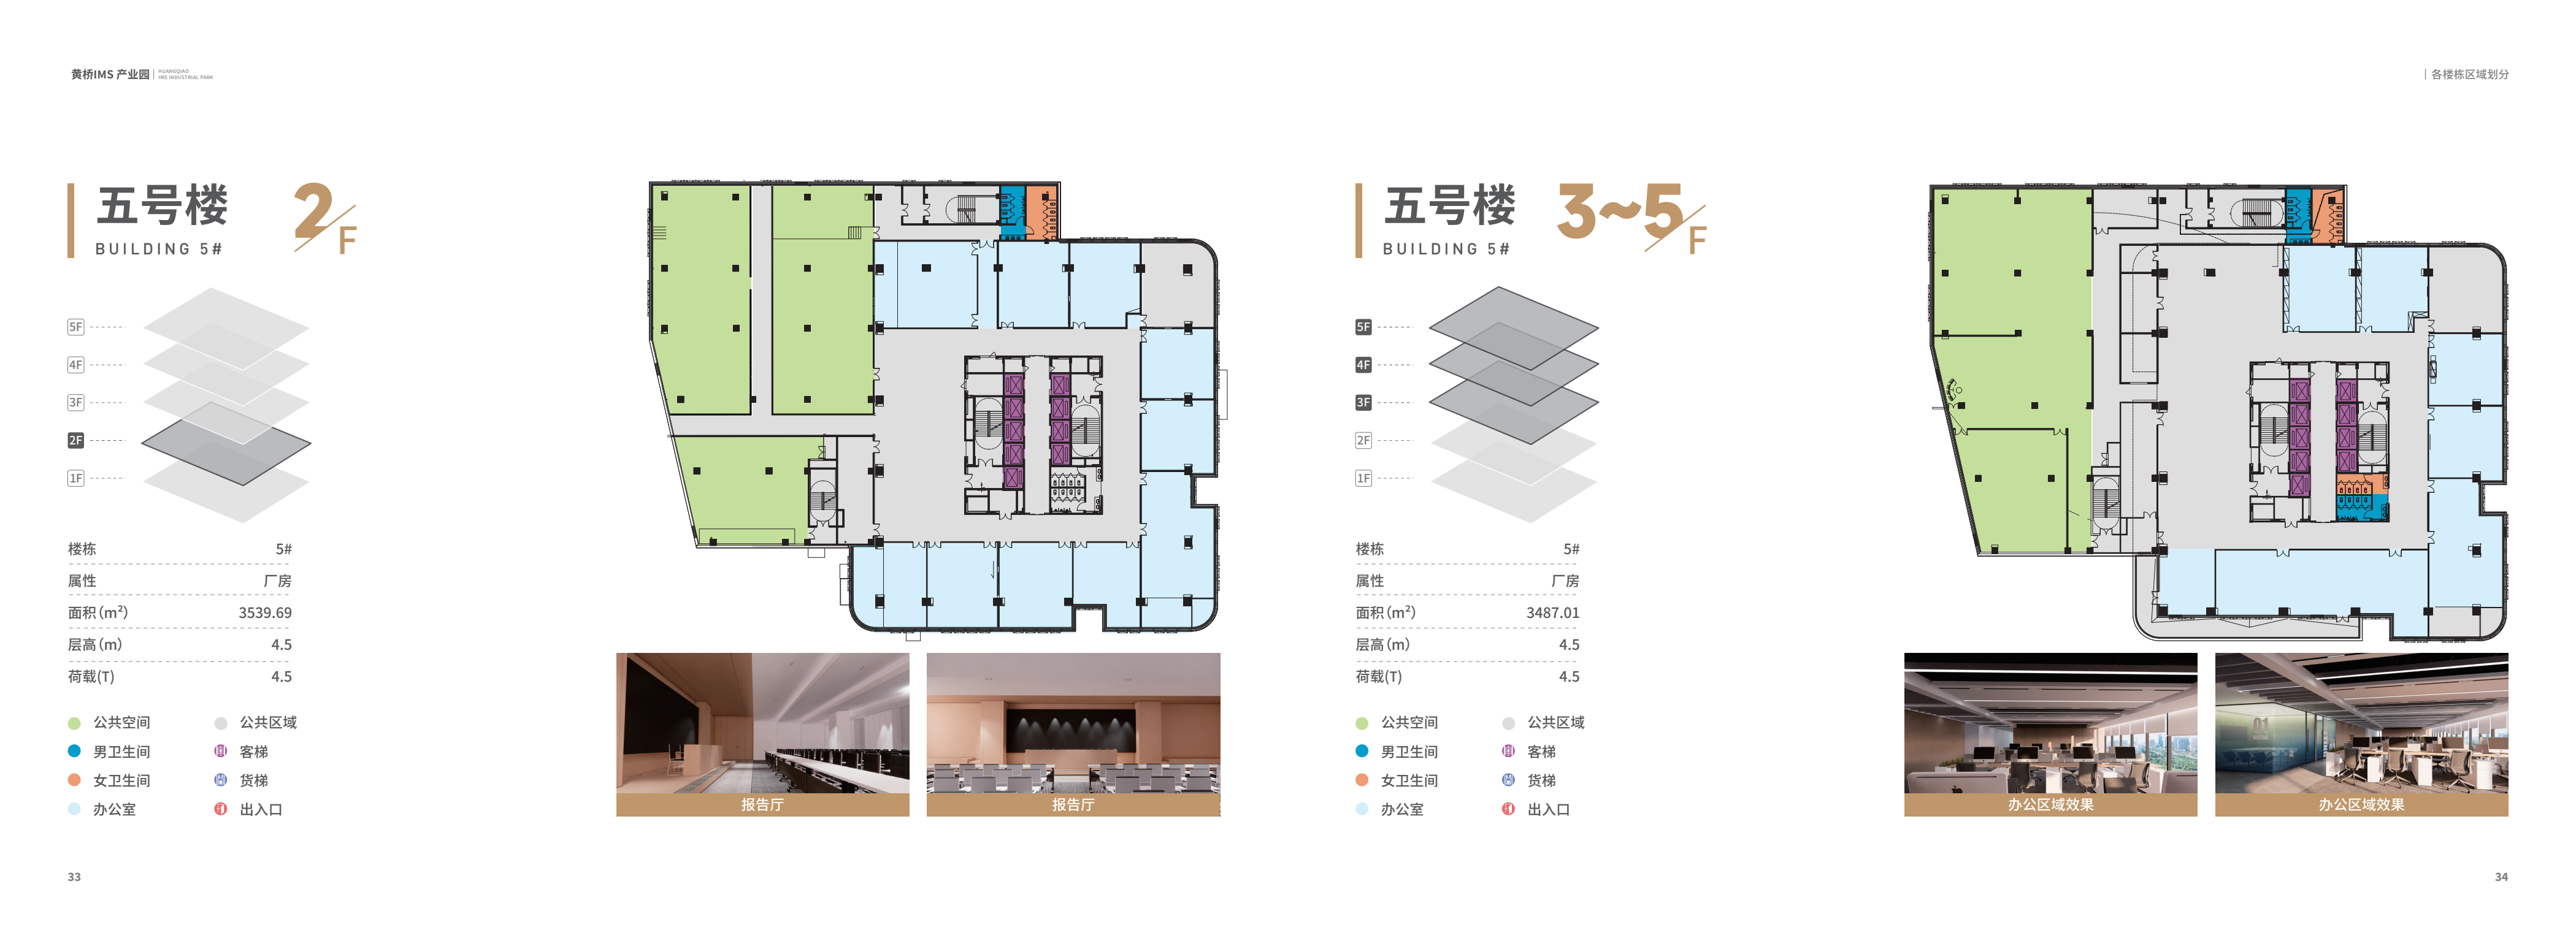 黄桥IMS 产业园
HUANGQIAO
IMS INDUSTRIAL PARK
各楼栋区域划分
五号楼
BUILDING 5#
2/F
5F
4F
3F
2F
1F
楼栋 5#
属性 厂房
面积(m²) 3539.69
层高(m) 4.5
荷载(T) 4.5
公共空间 公共区域
男卫生间 客梯
女卫生间 货梯
办公室 出入口
报告厅
报告厅
33
五号楼
BUILDING 5#
3~5/F
5F
4F
3F
2F
1F
楼栋 5#
属性 厂房
面积(m²) 3487.01
层高(m) 4.5
荷载(T) 4.5
公共空间 公共区域
男卫生间 客梯
女卫生间 货梯
办公室 出入口
办公区域效果
办公区域效果
34